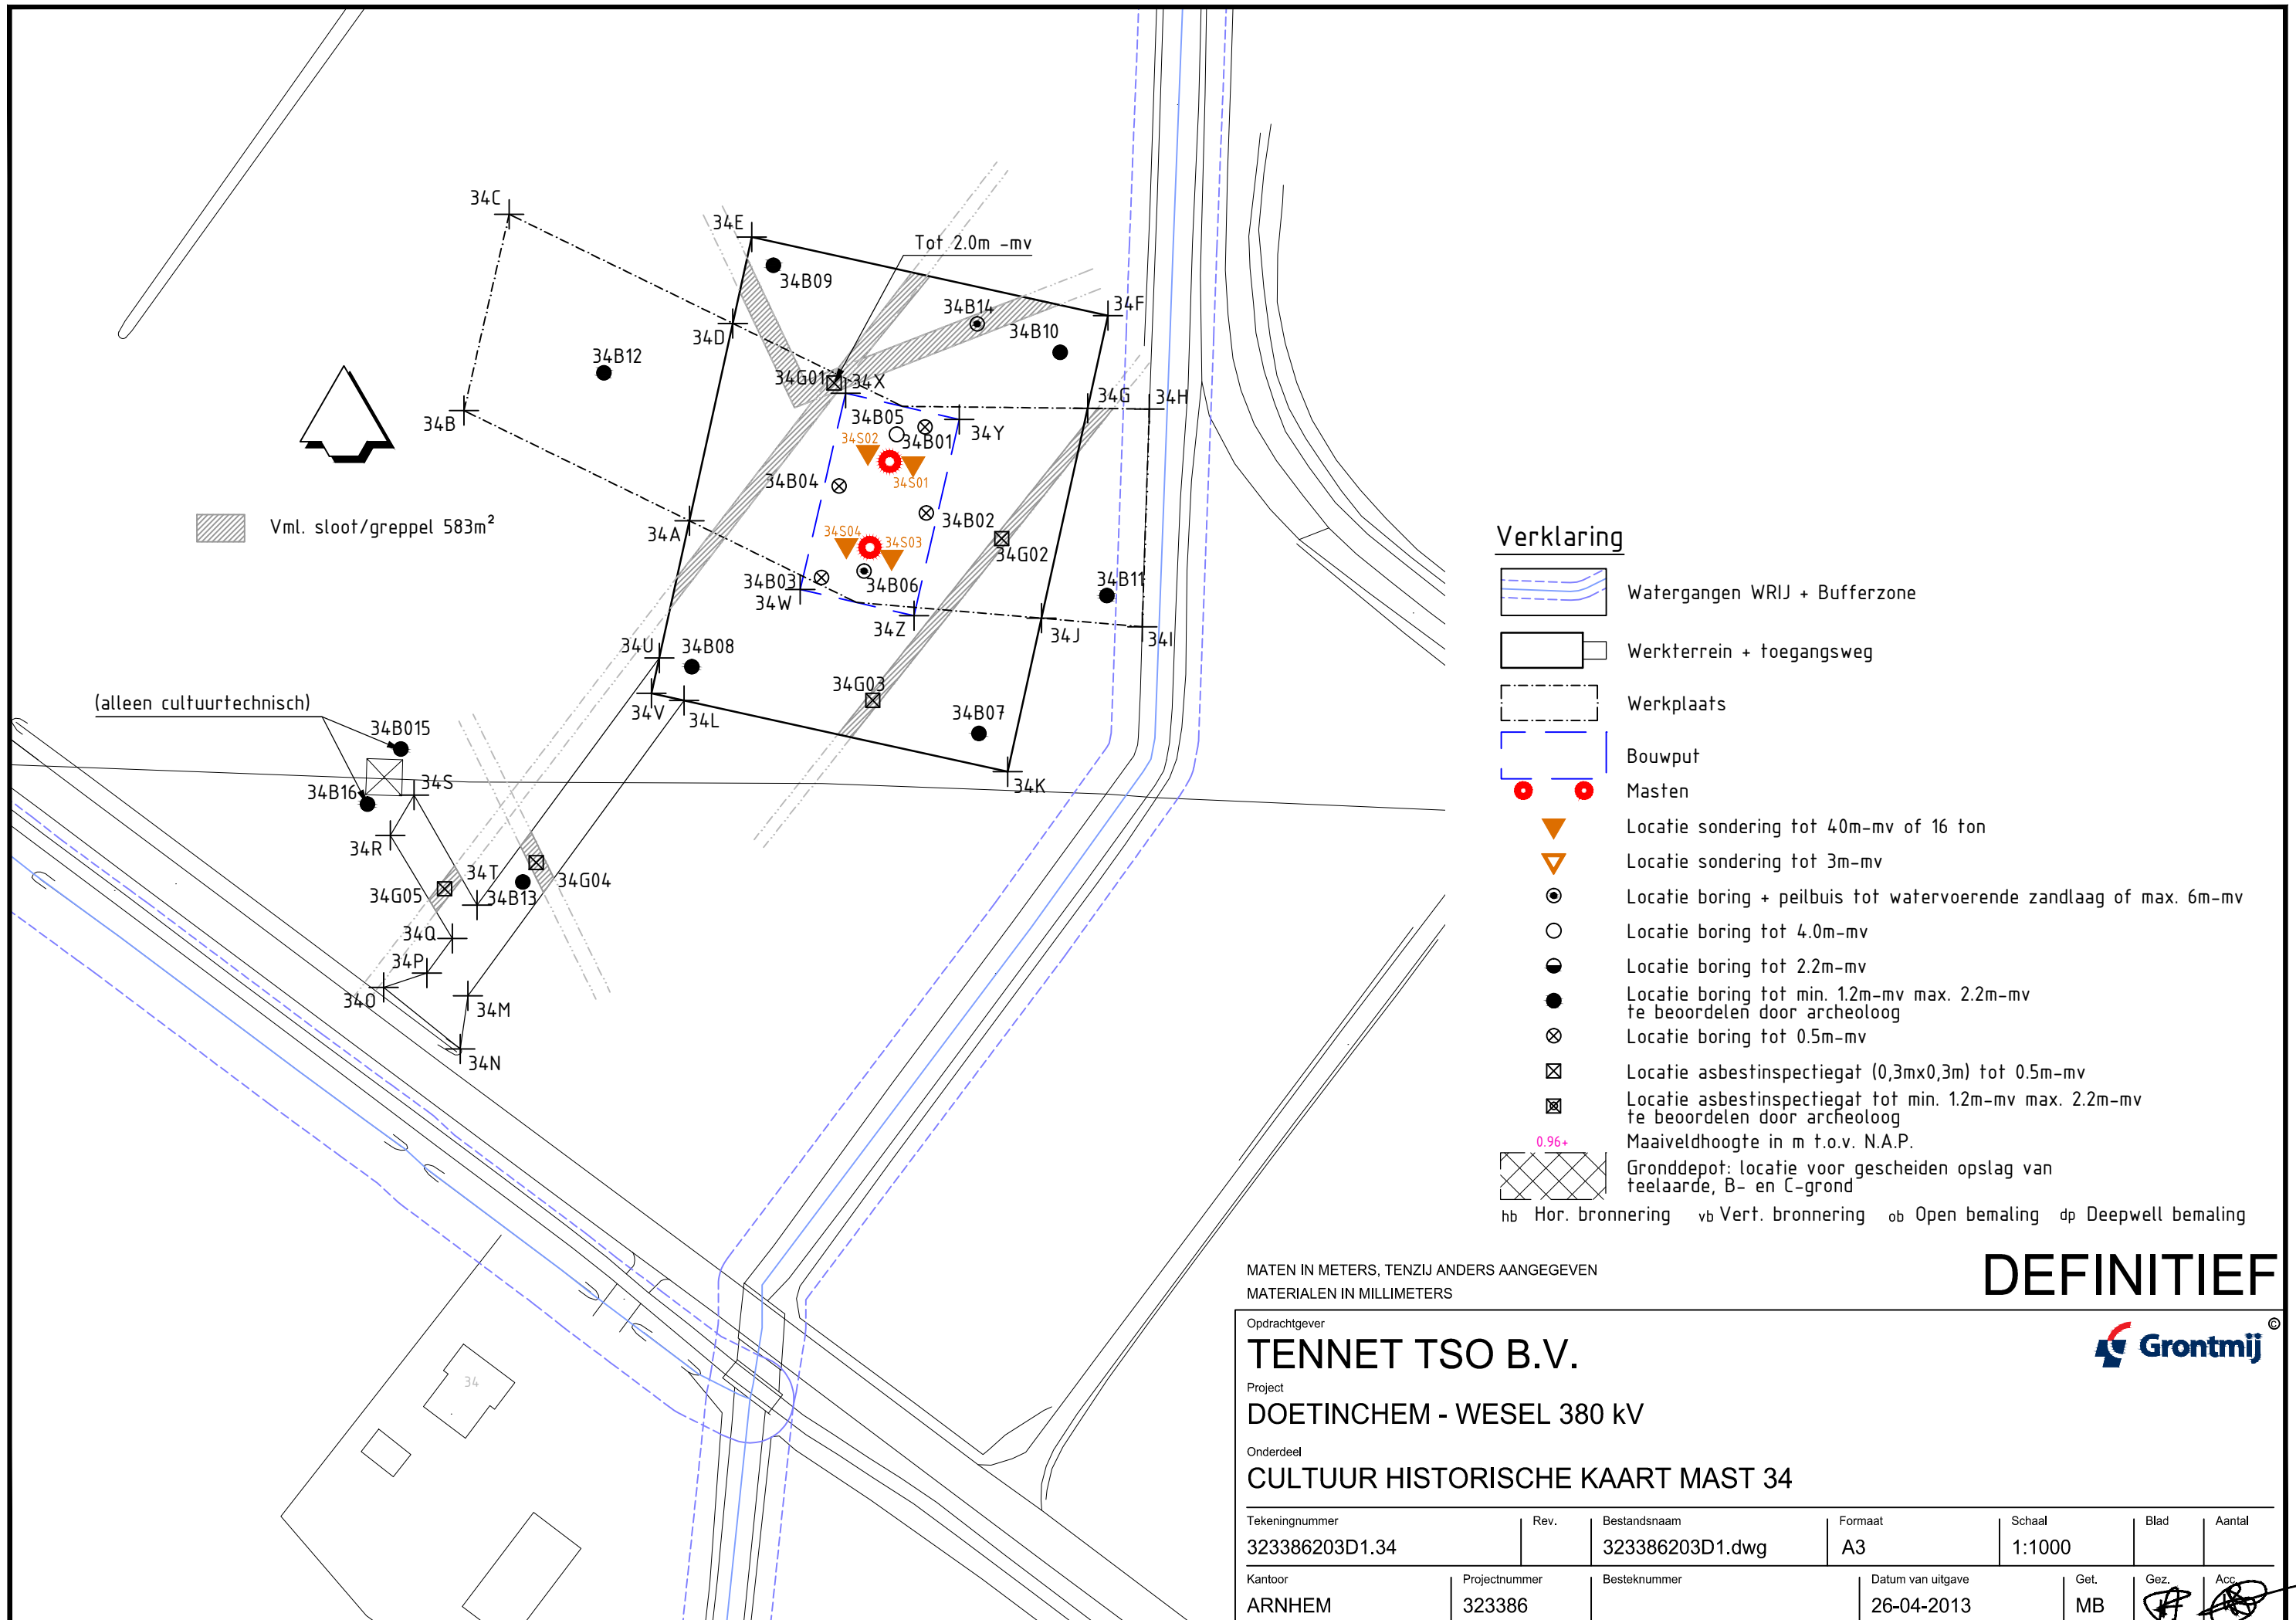 34C
34E
Tot 2.0m -mv
34B09
34B14
34F
34B10
34D
34B12
34G01
34X
34G
34H
34B
34B05
34Y
34S02
34B01
34B04
34S01
Vml. sloot/greppel 583m²
34A
34B02
34S04
34S03
34G02
34B03
34B06
34B11
34W
34Z
34J
34I
34U
34B08
34G03
(alleen cultuurtechnisch)
34V
34L
34B07
34B015
34S
34K
34B16
34R
34T
34G04
34G05
34B13
34Q
34P
34O
34M
34N
34
Verklaring
Watergangen WRIJ + Bufferzone
Werkterrein + toegangsweg
Werkplaats
Bouwput
Masten
Locatie sondering tot 40m-mv of 16 ton
Locatie sondering tot 3m-mv
Locatie boring + peilbuis tot watervoerende zandlaag of max. 6m-mv
Locatie boring tot 4.0m-mv
Locatie boring tot 2.2m-mv
Locatie boring tot min. 1.2m-mv max. 2.2m-mv
te beoordelen door archeoloog
Locatie boring tot 0.5m-mv
Locatie asbestinspectiegat (0,3mx0,3m) tot 0.5m-mv
Locatie asbestinspectiegat tot min. 1.2m-mv max. 2.2m-mv
te beoordelen door archeoloog
0.96+ Maaiveldhoogte in m t.o.v. N.A.P.
Gronddepot: locatie voor gescheiden opslag van
teelaarde, B- en C-grond
hb Hor. bronnering vb Vert. bronnering ob Open bemaling dp Deepwell bemaling
MATEN IN METERS, TENZIJ ANDERS AANGEGEVEN
MATERIALEN IN MILLIMETERS
DEFINITIEF
Opdrachtgever
TENNET TSO B.V.
Grontmij ©
Project
DOETINCHEM - WESEL 380 kV
Onderdeel
CULTUUR HISTORISCHE KAART MAST 34
Tekeningnummer Rev. Bestandsnaam Formaat Schaal Blad Aantal
323386203D1.34 323386203D1.dwg A3 1:1000
Kantoor Projectnummer Besteknummer Datum van uitgave Get. Gez. Acc.
ARNHEM 323386 26-04-2013 MB